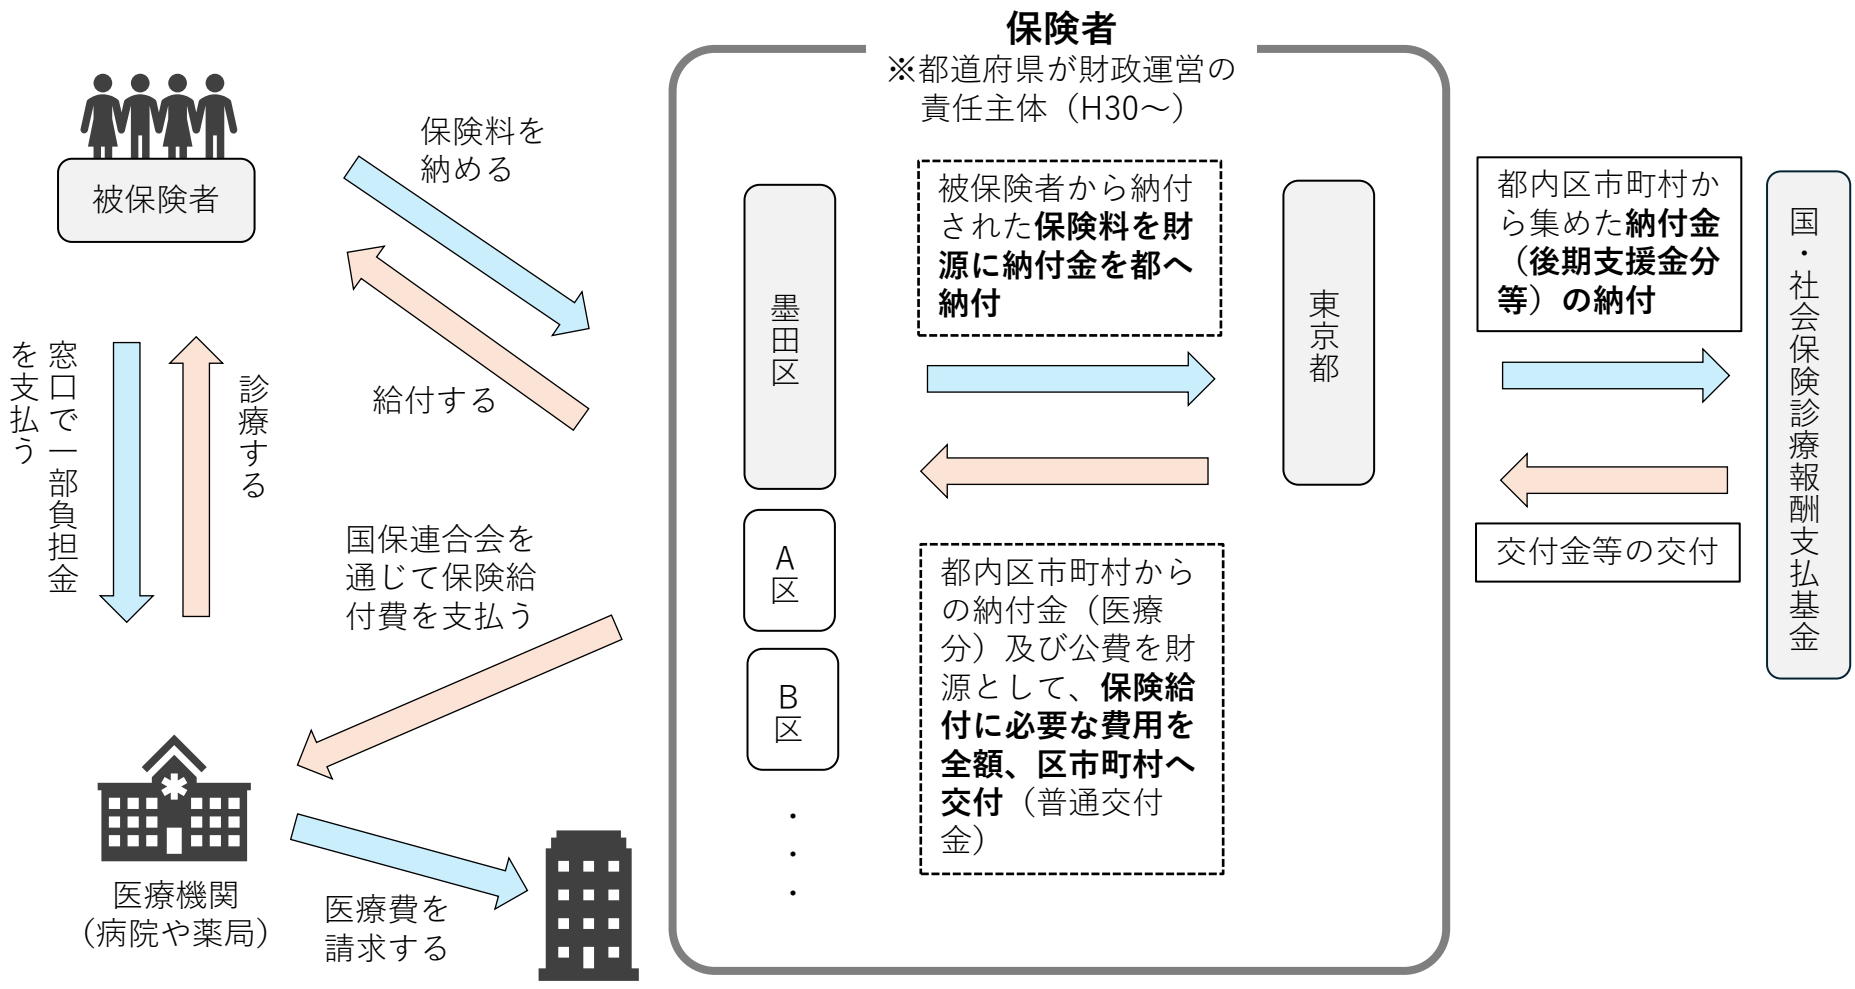 保険者
※都道府県が財政運営の
責任主体（H30～）
被保険者
保険料を
納める
給付する
窓口で一部負担金
を支払う
診療する
国保連合会を
通じて保険給
付費を支払う
医療機関
（病院や薬局）
医療費を
請求する
墨田区
A
区
B
区
・
・
・
被保険者から納付
された保険料を財
源に納付金を都へ
納付
都内区市町村から
の納付金（医療
分）及び公費を財
源として、保険給
付に必要な費用を
全額、区市町村へ
交付（普通交付
金）
東京都
都内区市町村か
ら集めた納付金
（後期支援金分
等）の納付
交付金等の交付
国・社会保険診療報酬支払基金